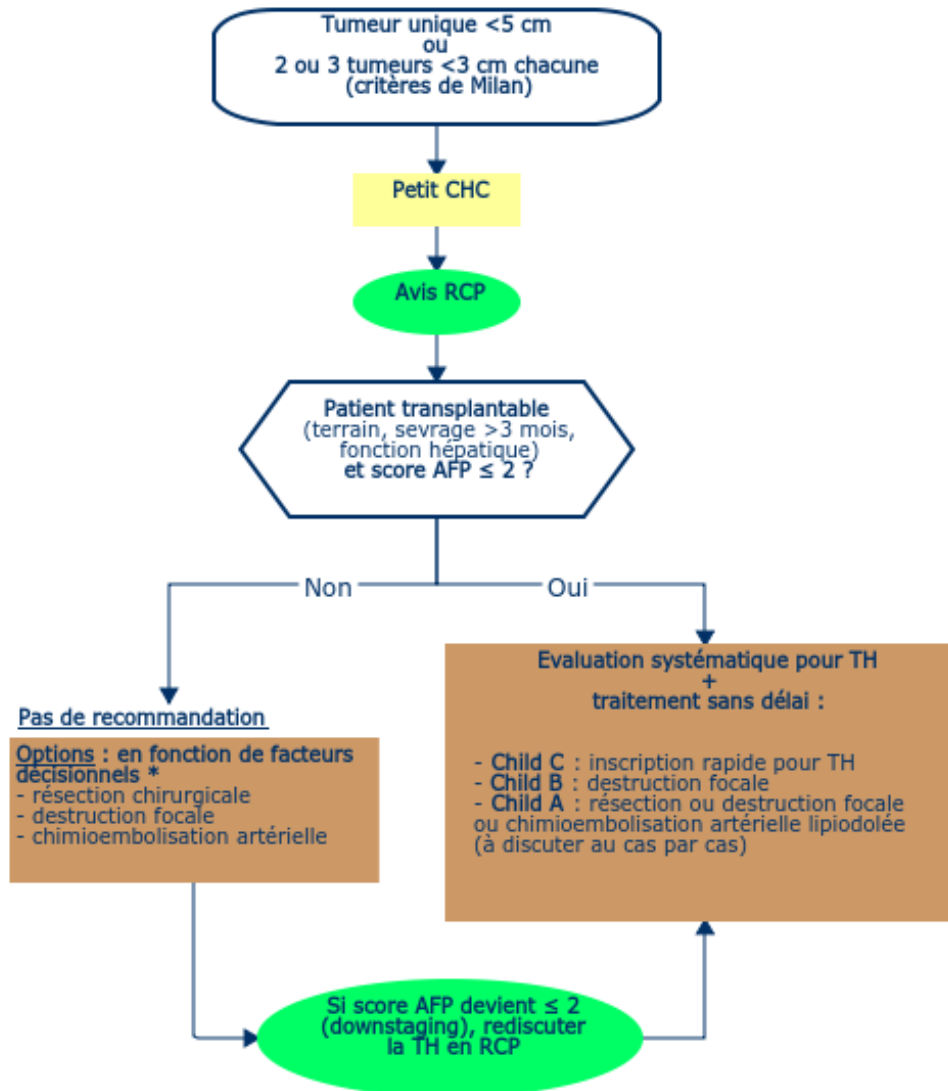 Tumeur unique <5 cm
ou
2 ou 3 tumeurs <3 cm chacune
(critères de Milan)
Petit CHC
Avis RCP
Patient transplantable
(terrain, sevrage >3 mois,
fonction hépatique)
et score AFP ≤ 2 ?
Non
Oui
Pas de recommandation
Options : en fonction de facteurs
décisionnels *
- résection chirurgicale
- destruction focale
- chimioembolisation artérielle
Evaluation systématique pour TH
+
traitement sans délai :
- Child C : inscription rapide pour TH
- Child B : destruction focale
- Child A : résection ou destruction focale
ou chimioembolisation artérielle lipiodolée
(à discuter au cas par cas)
Si score AFP devient ≤ 2
(downstaging), rediscuter
la TH en RCP